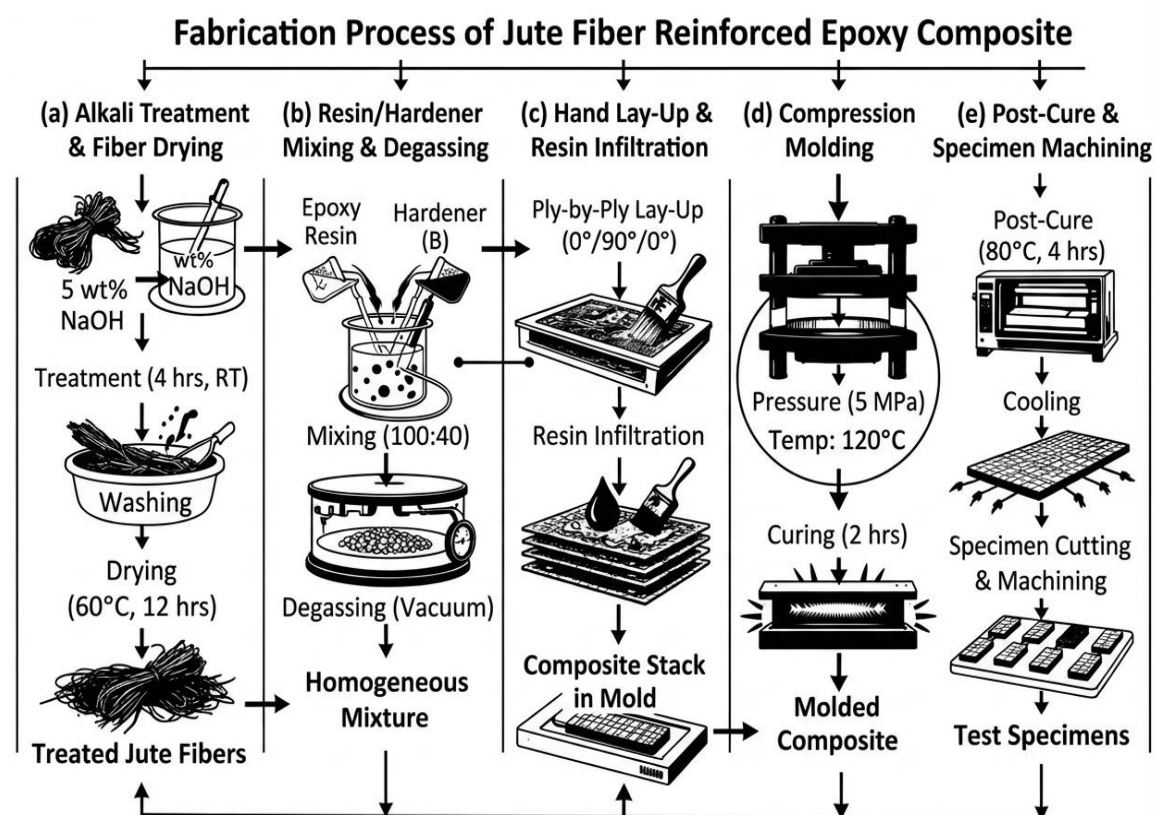 Fabrication Process of Jute Fiber Reinforced Epoxy Composite
(a) Alkali Treatment
& Fiber Drying
5 wt%
NaOH
wt%
NaOH
Treatment (4 hrs, RT)
Washing
Drying
(60°C, 12 hrs)
Treated Jute Fibers
(b) Resin/Hardener
Mixing & Degassing
Epoxy
Resin
Hardener
(B)
Mixing (100:40)
Degassing (Vacuum)
Homogeneous
Mixture
(c) Hand Lay-Up &
Resin Infiltration
Ply-by-Ply Lay-Up
(0°/90°/0°)
Resin Infiltration
Composite Stack
in Mold
(d) Compression
Molding
Pressure (5 MPa)
Temp: 120°C
Curing (2 hrs)
Molded
Composite
(e) Post-Cure &
Specimen Machining
Post-Cure
(80°C, 4 hrs)
Cooling
Specimen Cutting
& Machining
Test Specimens